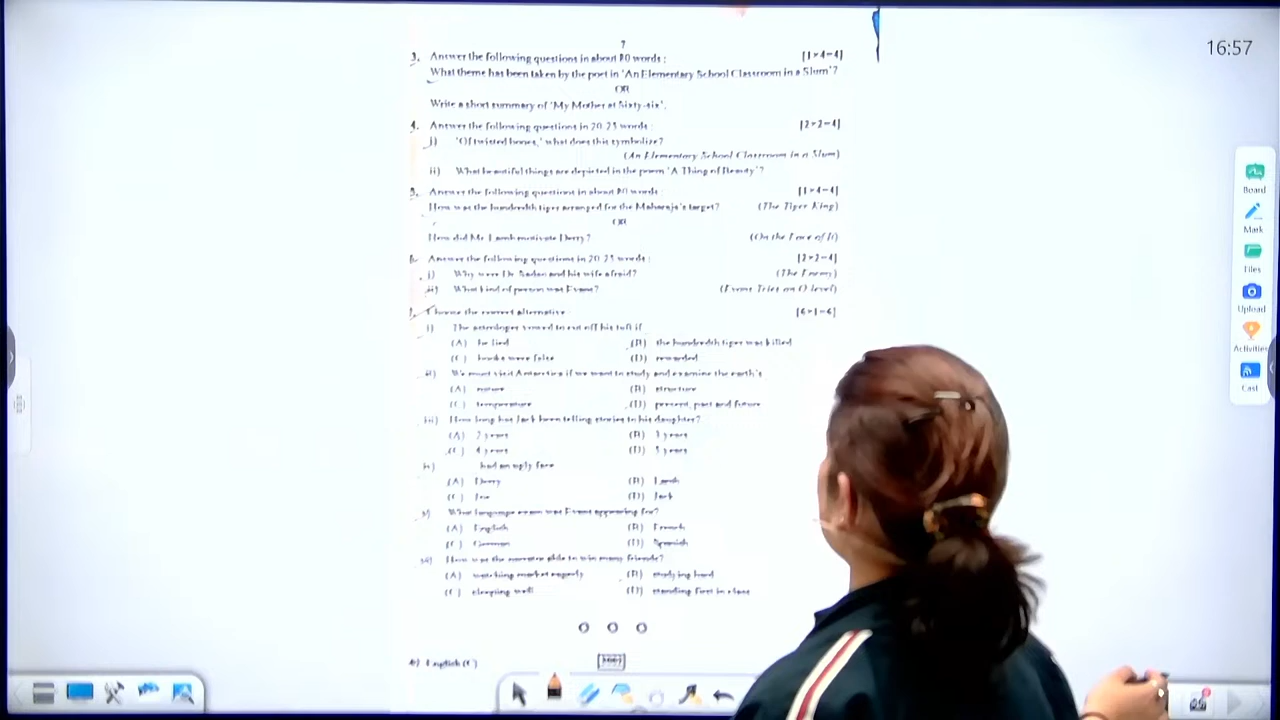 16:57
7
3. Answer the following questions in about 80 words : [1×4=4]
What theme has been taken by the poet in 'An Elementary School Classroom in a Slum'?
OR
Write a short summary of 'My Mother at Sixty-six'.
4. Answer the following questions in 20-25 words : [2×2=4]
i) 'Of twisted bones,' what does this symbolize?
(An Elementary School Classroom in a Slum)
ii) What beautiful things are depicted in the poem 'A Thing of Beauty'?
5. Answer the following questions in about 80 words : [1×4=4]
How was the hundredth tiger arranged for the Maharaja's target? (The Tiger King)
OR
How did Mr. Lamb motivate Derry? (On the Face of It)
6. Answer the following questions in 20-25 words : [2×2=4]
i) Why were Dr. Sadao and his wife afraid? (The Enemy)
ii) What kind of person was Evans? (Evans Tries an O level)
Choose the correct alternative [6×1=6]
i) The astrologer vowed to cut off his tuft if
(A) he lied (B) the hundredth tiger was killed
(C) books were false (D) rewarded
ii) We must visit Antarctica if we want to study and examine the earth's
(A) nature (B) structure
(C) temperature (D) present, past and future
iii) How long has Jack been telling stories to his daughter?
(A) 2 years (B) 3 years
(C) 4 years (D) 5 years
iv) had an ugly face
(A) Derry (B) Lamb
(C) Joe (D) Jack
v) What language exam was Evans appearing for?
(A) English (B) French
(C) German (D) Spanish
vi) How was the narrator able to win many friends?
(A) watching market eagerly (B) studying hard
(C) sleeping well (D) standing first in class
English (C)
Board
Mark
Files
Upload
Activities
Cast